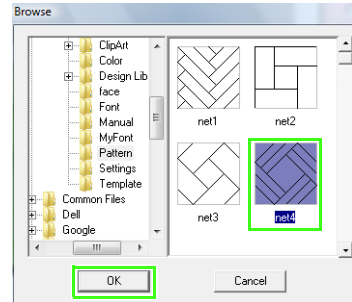 Browse
ClipArt
Color
Design Lib
face
Font
Manual
MyFont
Pattern
Settings
Template
Common Files
Dell
Google
net1
net2
net3
net4
OK
Cancel